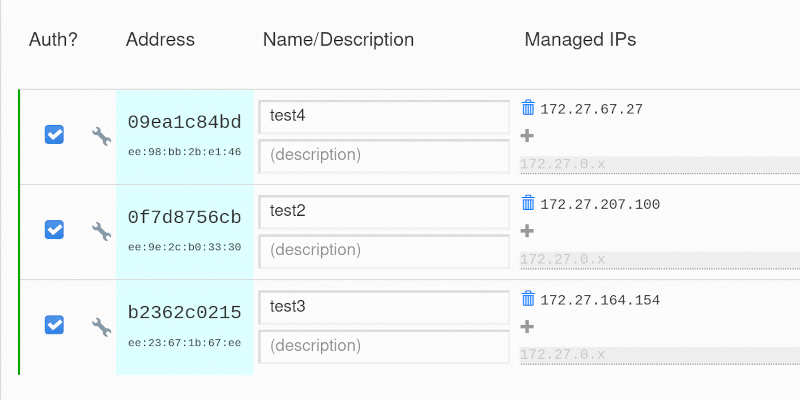 Auth? Address Name/Description Managed IPs
09ea1c84bd test4 172.27.67.27
ee:98:bb:2b:e1:46 (description)
172.27.0.x
0f7d8756cb test2 172.27.207.100
ee:9e:2c:b0:33:30 (description)
172.27.0.x
b2362c0215 test3 172.27.164.154
ee:23:67:1b:67:ee (description)
172.27.0.x